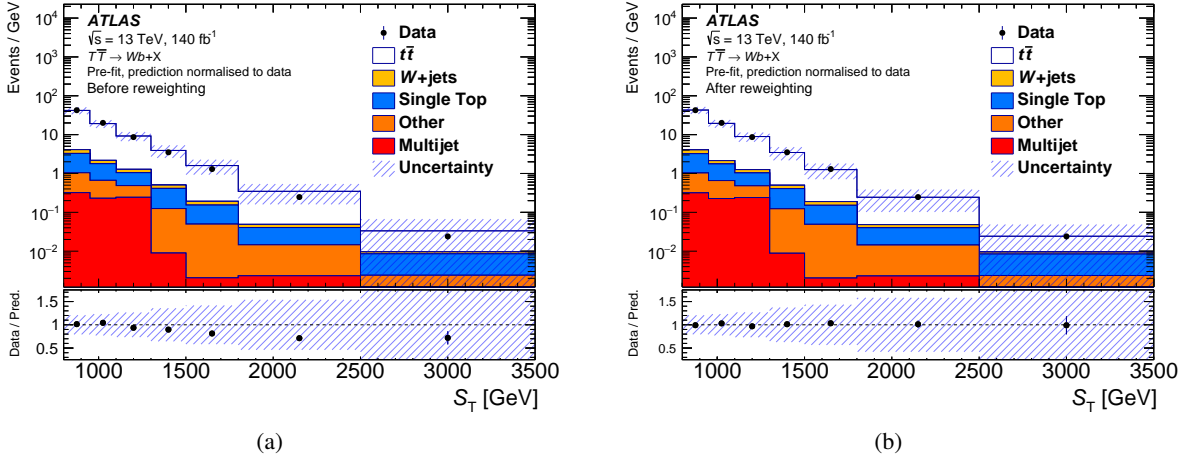 Events / GeV
10⁴
10³
10²
10
1
10⁻¹
10⁻²
ATLAS
√s = 13 TeV, 140 fb⁻¹
TT̅ → Wb+X
Pre-fit, prediction normalised to data
Before reweighting
Data
tt̅
W+jets
Single Top
Other
Multijet
Uncertainty
Data / Pred.
1.5
1
0.5
1000 1500 2000 2500 3000 3500
S_T [GeV]
(a)
Events / GeV
10⁴
10³
10²
10
1
10⁻¹
10⁻²
ATLAS
√s = 13 TeV, 140 fb⁻¹
TT̅ → Wb+X
Pre-fit, prediction normalised to data
After reweighting
Data
tt̅
W+jets
Single Top
Other
Multijet
Uncertainty
Data / Pred.
1.5
1
0.5
1000 1500 2000 2500 3000 3500
S_T [GeV]
(b)